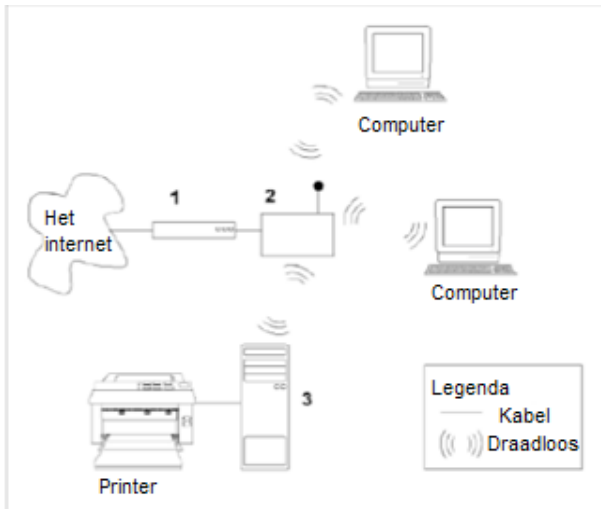 Computer
1
2
Het
internet
Computer
3
Printer
Legenda
Kabel
Draadloos